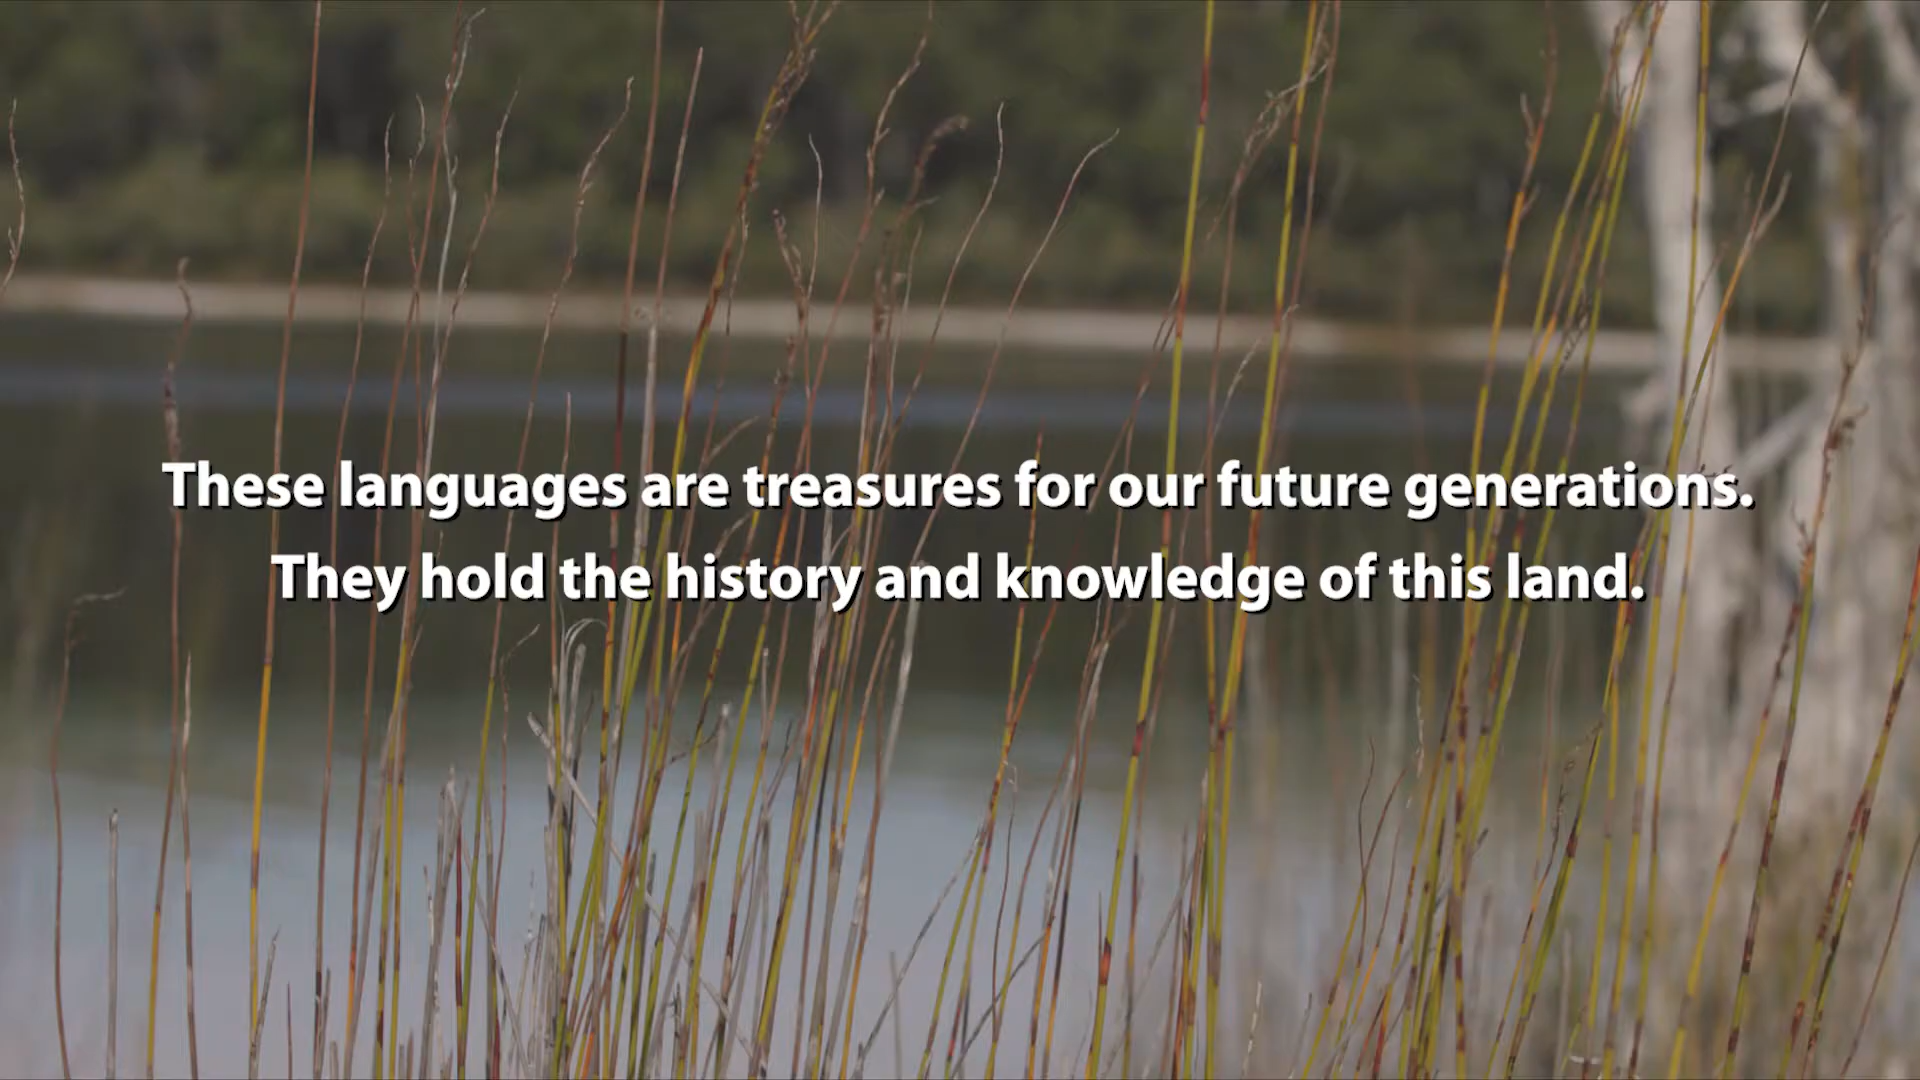 These languages are treasures for our future generations.
They hold the history and knowledge of this land.